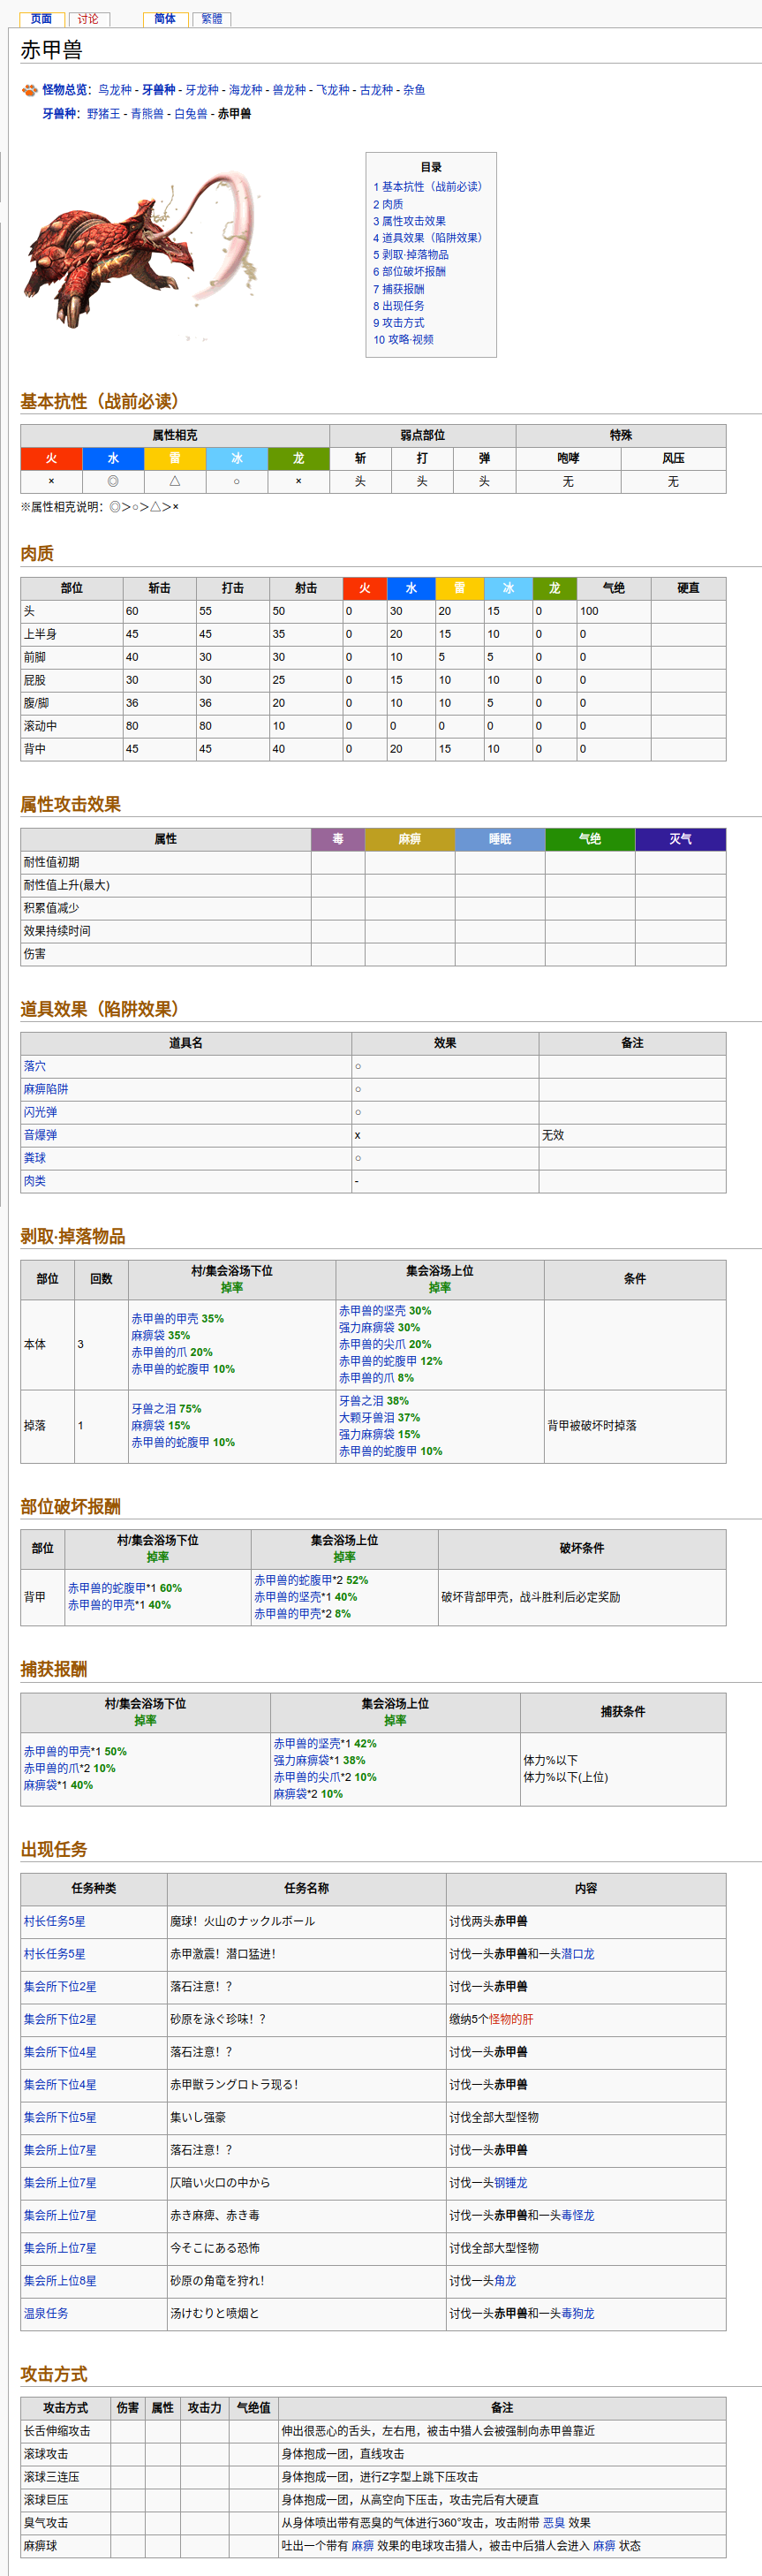 页面 讨论 简体 繁體
赤甲兽
怪物总览：鸟龙种 - 牙兽种 - 牙龙种 - 海龙种 - 兽龙种 - 飞龙种 - 古龙种 - 杂鱼
牙兽种：野猪王 - 青熊兽 - 白兔兽 - 赤甲兽
目录
1 基本抗性（战前必读）
2 肉质
3 属性攻击效果
4 道具效果（陷阱效果）
5 剥取·掉落物品
6 部位破坏报酬
7 捕获报酬
8 出现任务
9 攻击方式
10 攻略·视频
基本抗性（战前必读）
属性相克 弱点部位 特殊
火 水 雷 冰 龙 斩 打 弹 咆哮 风压
× ◎ △ ○ × 头 头 头 无 无
※属性相克说明：◎＞○＞△＞×
肉质
部位 斩击 打击 射击 火 水 雷 冰 龙 气绝 硬直
头 60 55 50 0 30 20 15 0 100
上半身 45 45 35 0 20 15 10 0 0
前脚 40 30 30 0 10 5 5 0 0
屁股 30 30 25 0 15 10 10 0 0
腹/脚 36 36 20 0 10 10 5 0 0
滚动中 80 80 10 0 0 0 0 0 0
背中 45 45 40 0 20 15 10 0 0
属性攻击效果
属性 毒 麻痹 睡眠 气绝 灭气
耐性值初期
耐性值上升(最大)
积累值减少
效果持续时间
伤害
道具效果（陷阱效果）
道具名 效果 备注
落穴 ○
麻痹陷阱 ○
闪光弹 ○
音爆弹 x 无效
粪球 ○
肉类 -
剥取·掉落物品
部位 回数 村/集会浴场下位 集会浴场上位 条件
掉率 掉率
本体 3
赤甲兽的甲壳 35%
麻痹袋 35%
赤甲兽的爪 20%
赤甲兽的蛇腹甲 10%
赤甲兽的坚壳 30%
强力麻痹袋 30%
赤甲兽的尖爪 20%
赤甲兽的蛇腹甲 12%
赤甲兽的爪 8%
掉落 1
牙兽之泪 75%
麻痹袋 15%
赤甲兽的蛇腹甲 10%
牙兽之泪 38%
大颗牙兽泪 37%
强力麻痹袋 15%
赤甲兽的蛇腹甲 10%
背甲被破坏时掉落
部位破坏报酬
部位 村/集会浴场下位 集会浴场上位 破坏条件
掉率 掉率
背甲
赤甲兽的蛇腹甲*1 60%
赤甲兽的甲壳*1 40%
赤甲兽的蛇腹甲*2 52%
赤甲兽的坚壳*1 40%
赤甲兽的甲壳*2 8%
破坏背部甲壳，战斗胜利后必定奖励
捕获报酬
村/集会浴场下位 集会浴场上位 捕获条件
掉率 掉率
赤甲兽的甲壳*1 50%
赤甲兽的爪*2 10%
麻痹袋*1 40%
赤甲兽的坚壳*1 42%
强力麻痹袋*1 38%
赤甲兽的尖爪*2 10%
麻痹袋*2 10%
体力%以下
体力%以下(上位)
出现任务
任务种类 任务名称 内容
村长任务5星 魔球！火山のナックルボール 讨伐两头赤甲兽
村长任务5星 赤甲激震！潜口猛进！ 讨伐一头赤甲兽和一头潜口龙
集会所下位2星 落石注意！？ 讨伐一头赤甲兽
集会所下位2星 砂原を泳ぐ珍味！？ 缴纳5个怪物的肝
集会所下位4星 落石注意！？ 讨伐一头赤甲兽
集会所下位4星 赤甲獣ラングロトラ现る！ 讨伐一头赤甲兽
集会所下位5星 集いし强豪 讨伐全部大型怪物
集会所上位7星 落石注意！？ 讨伐一头赤甲兽
集会所上位7星 仄暗い火口の中から 讨伐一头钢锤龙
集会所上位7星 赤き麻痺、赤き毒 讨伐一头赤甲兽和一头毒怪龙
集会所上位7星 今そこにある恐怖 讨伐全部大型怪物
集会所上位8星 砂原の角竜を狩れ！ 讨伐一头角龙
温泉任务 汤けむりと喷烟と 讨伐一头赤甲兽和一头毒狗龙
攻击方式
攻击方式 伤害 属性 攻击力 气绝值 备注
长舌伸缩攻击 伸出很恶心的舌头，左右甩，被击中猎人会被强制向赤甲兽靠近
滚球攻击 身体抱成一团，直线攻击
滚球三连压 身体抱成一团，进行Z字型上跳下压攻击
滚球巨压 身体抱成一团，从高空向下压击，攻击完后有大硬直
臭气攻击 从身体喷出带有恶臭的气体进行360°攻击，攻击附带 恶臭 效果
麻痹球 吐出一个带有 麻痹 效果的电球攻击猎人，被击中后猎人会进入 麻痹 状态